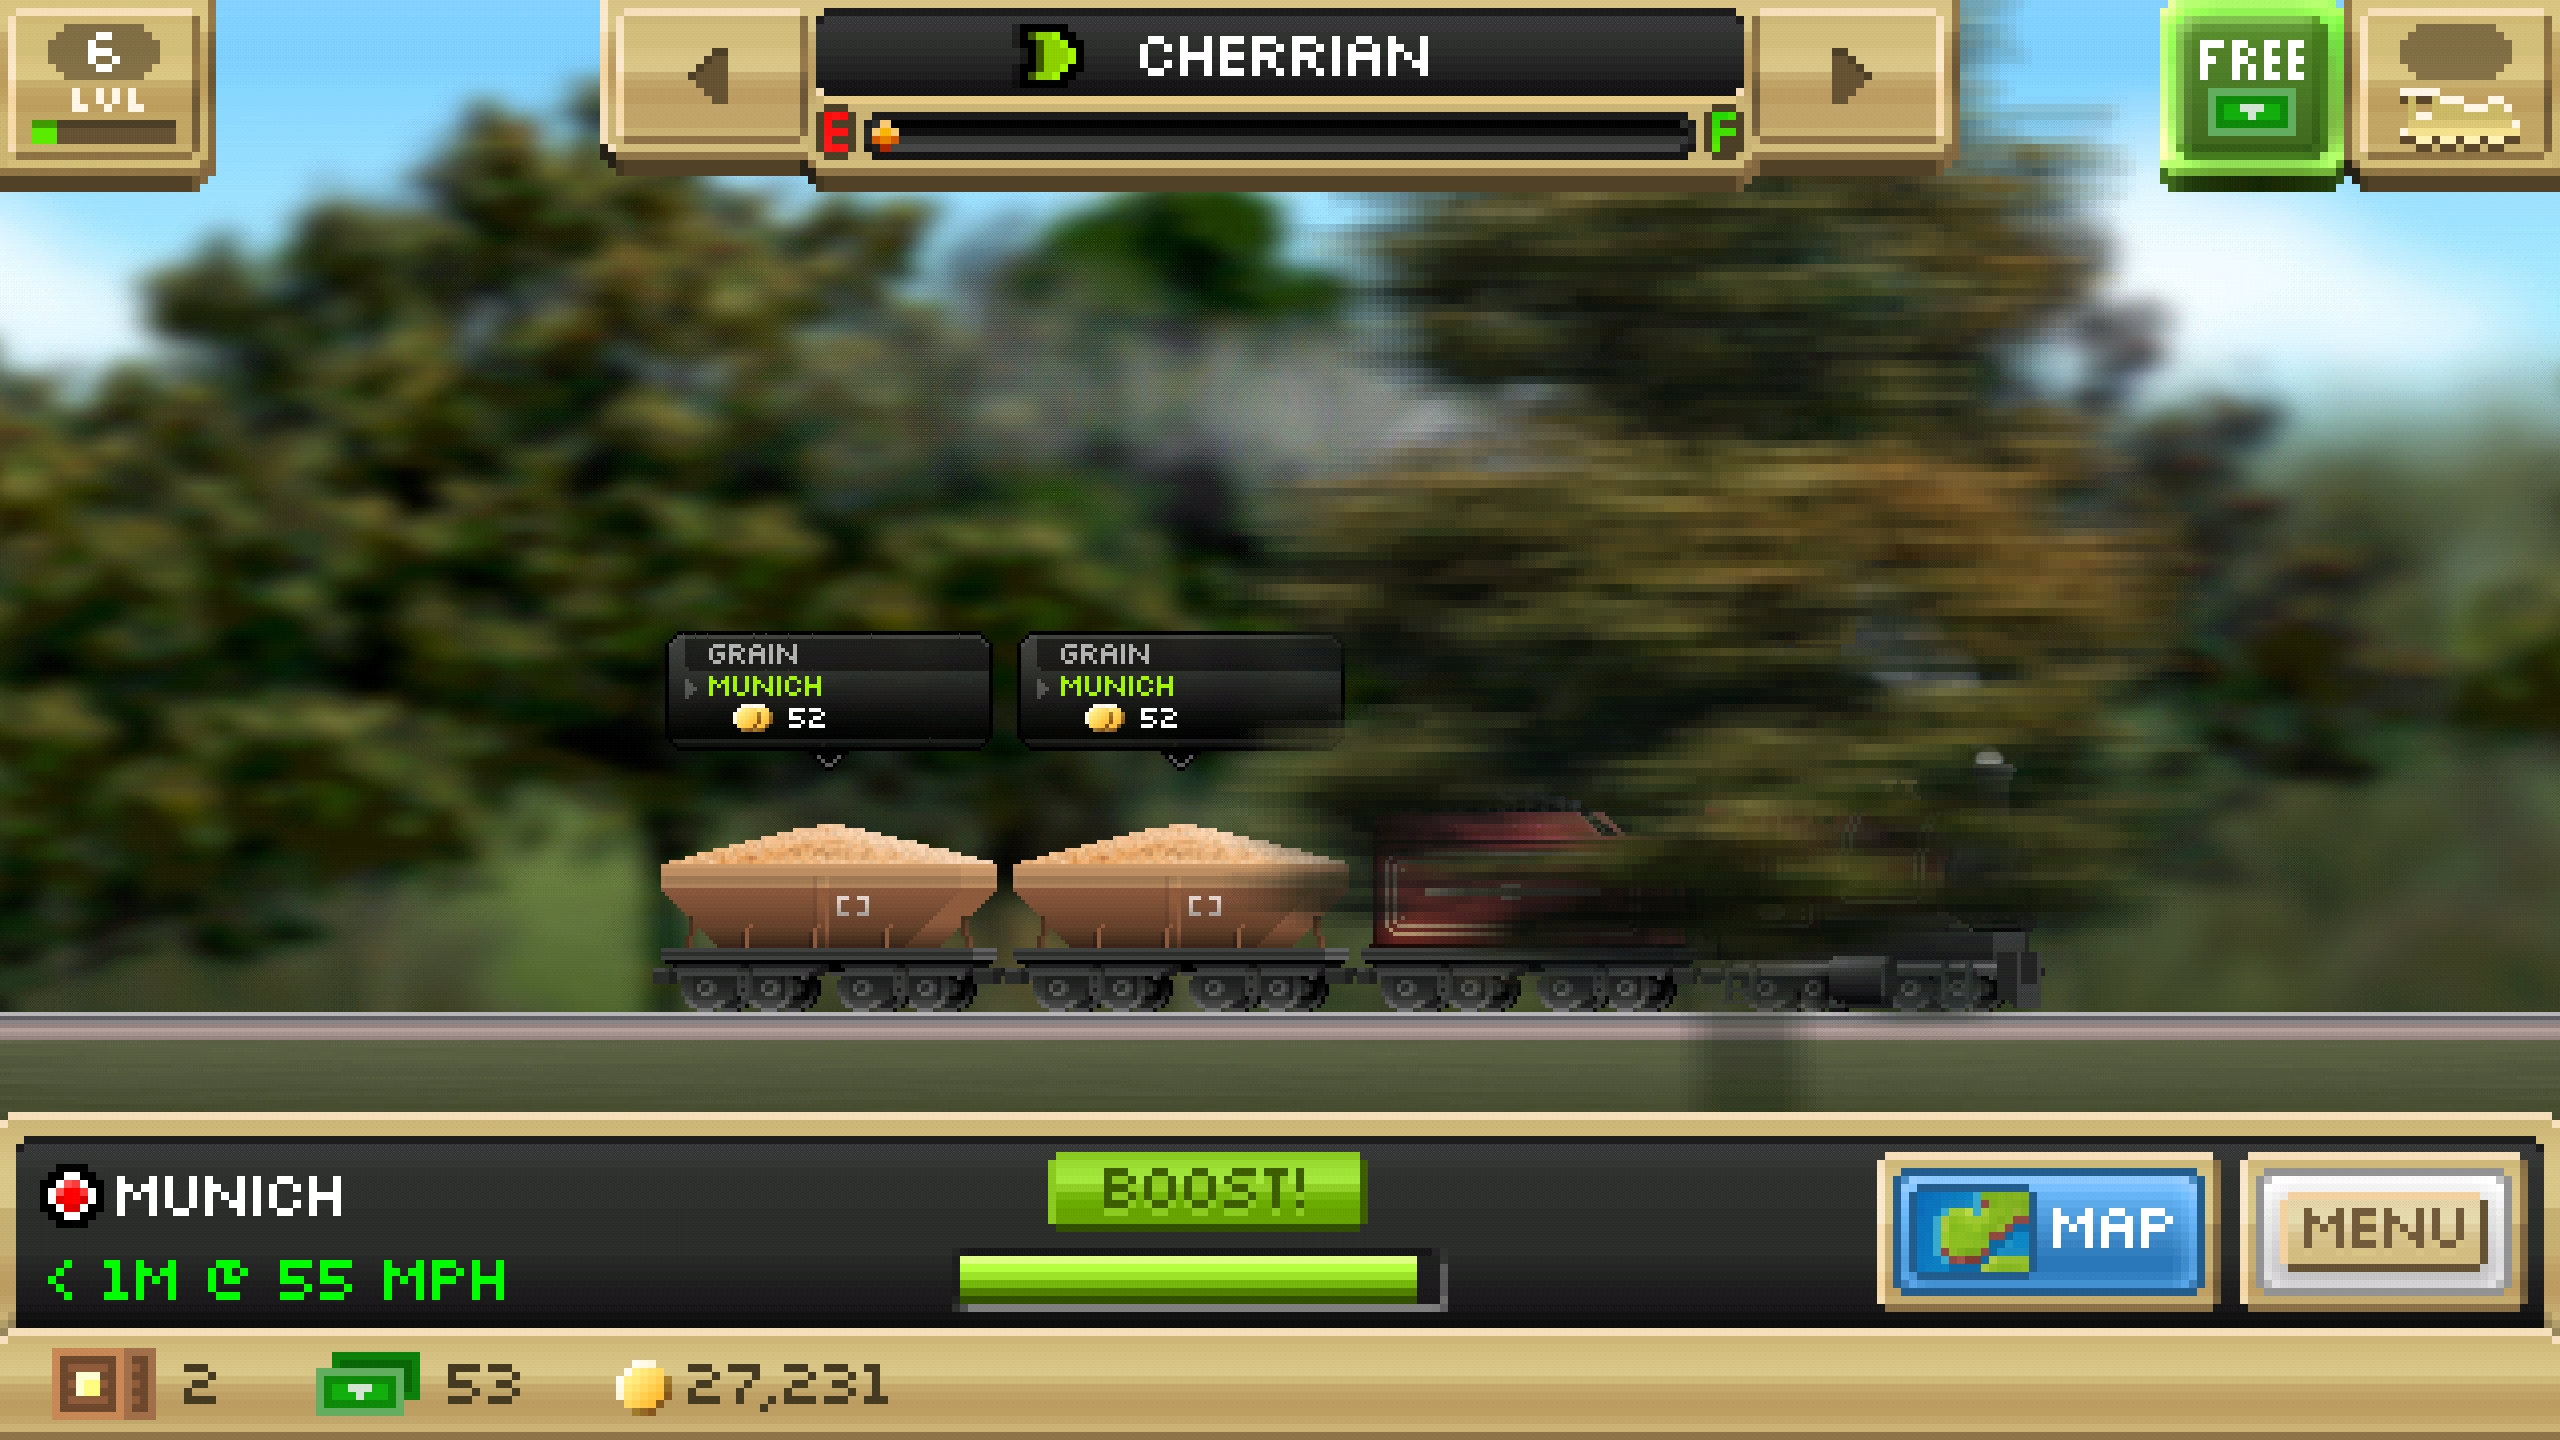 6
LVL
CHERRIAN
E F
FREE
GRAIN
MUNICH
52
GRAIN
MUNICH
52
MUNICH
< 1M @ 55 MPH
BOOST!
MAP
MENU
2
53
27,231